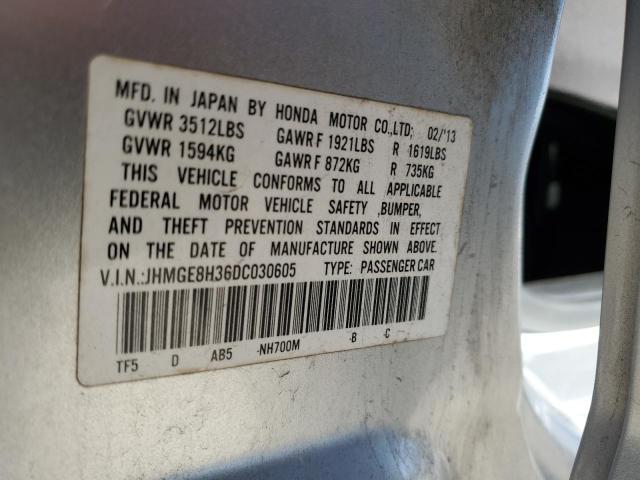 MFD. IN JAPAN BY HONDA MOTOR CO.,LTD; 02/'13
GVWR 3512LBS GAWR F 1921LBS R 1619LBS
GVWR 1594KG GAWR F 872KG R 735KG
THIS VEHICLE CONFORMS TO ALL APPLICABLE
FEDERAL MOTOR VEHICLE SAFETY ,BUMPER,
AND THEFT PREVENTION STANDARDS IN EFFECT
ON THE DATE OF MANUFACTURE SHOWN ABOVE.
V.I.N.:JHMGE8H36DC030605 TYPE: PASSENGER CAR
TF5 D AB5 -NH700M -B -C